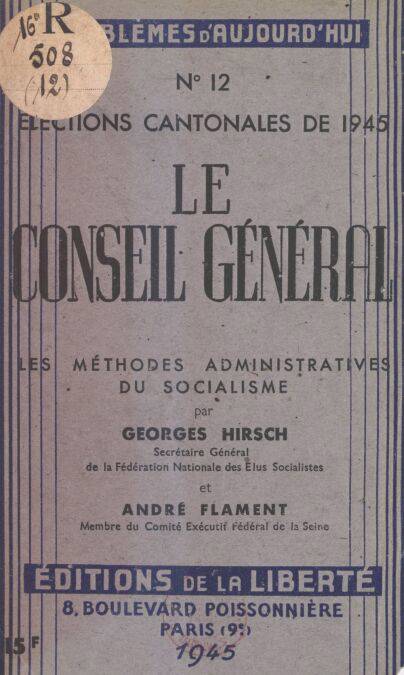 16° R
508
(12)
BLÈMES D'AUJOURD'HUI
N° 12
ELECTIONS CANTONALES DE 1945
LE
CONSEIL GÉNÉRAL
LES MÉTHODES ADMINISTRATIVES
DU SOCIALISME
par
GEORGES HIRSCH
Secrétaire Général
de la Fédération Nationale des Elus Socialistes
et
ANDRÉ FLAMENT
Membre du Comité Exécutif Fédéral de la Seine
ÉDITIONS DE LA LIBERTÉ
8, BOULEVARD POISSONNIÈRE
PARIS (9e)
15 F
1945